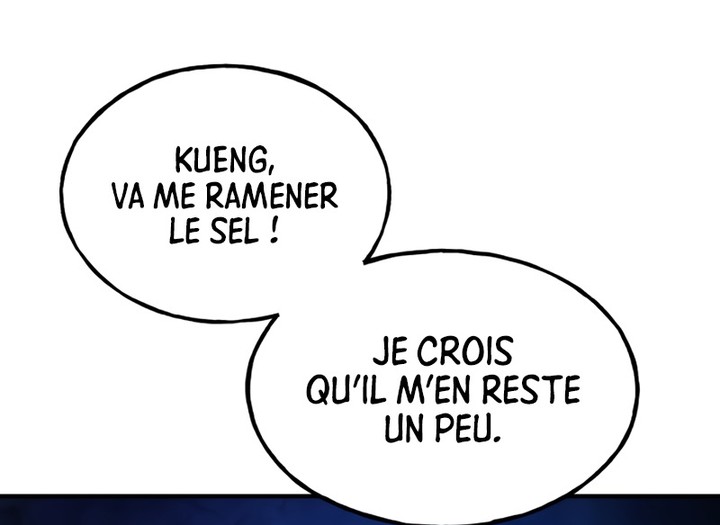 KUENG,
VA ME RAMENER
LE SEL !
JE CROIS
QU'IL M'EN RESTE
UN PEU.